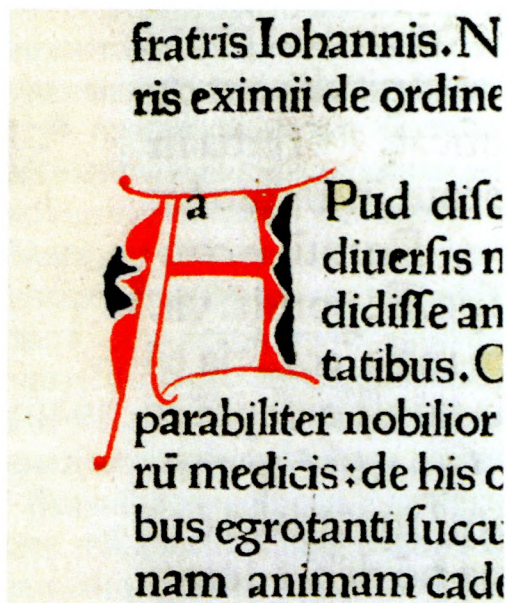 fratris Iohannis. N
ris eximii de ordine
A a Pud diſc
diuerſis n
didiſſe an
tatibus. C
parabiliter nobilior
rū medicis: de his c
bus egrotanti ſuccu
nam animam cade